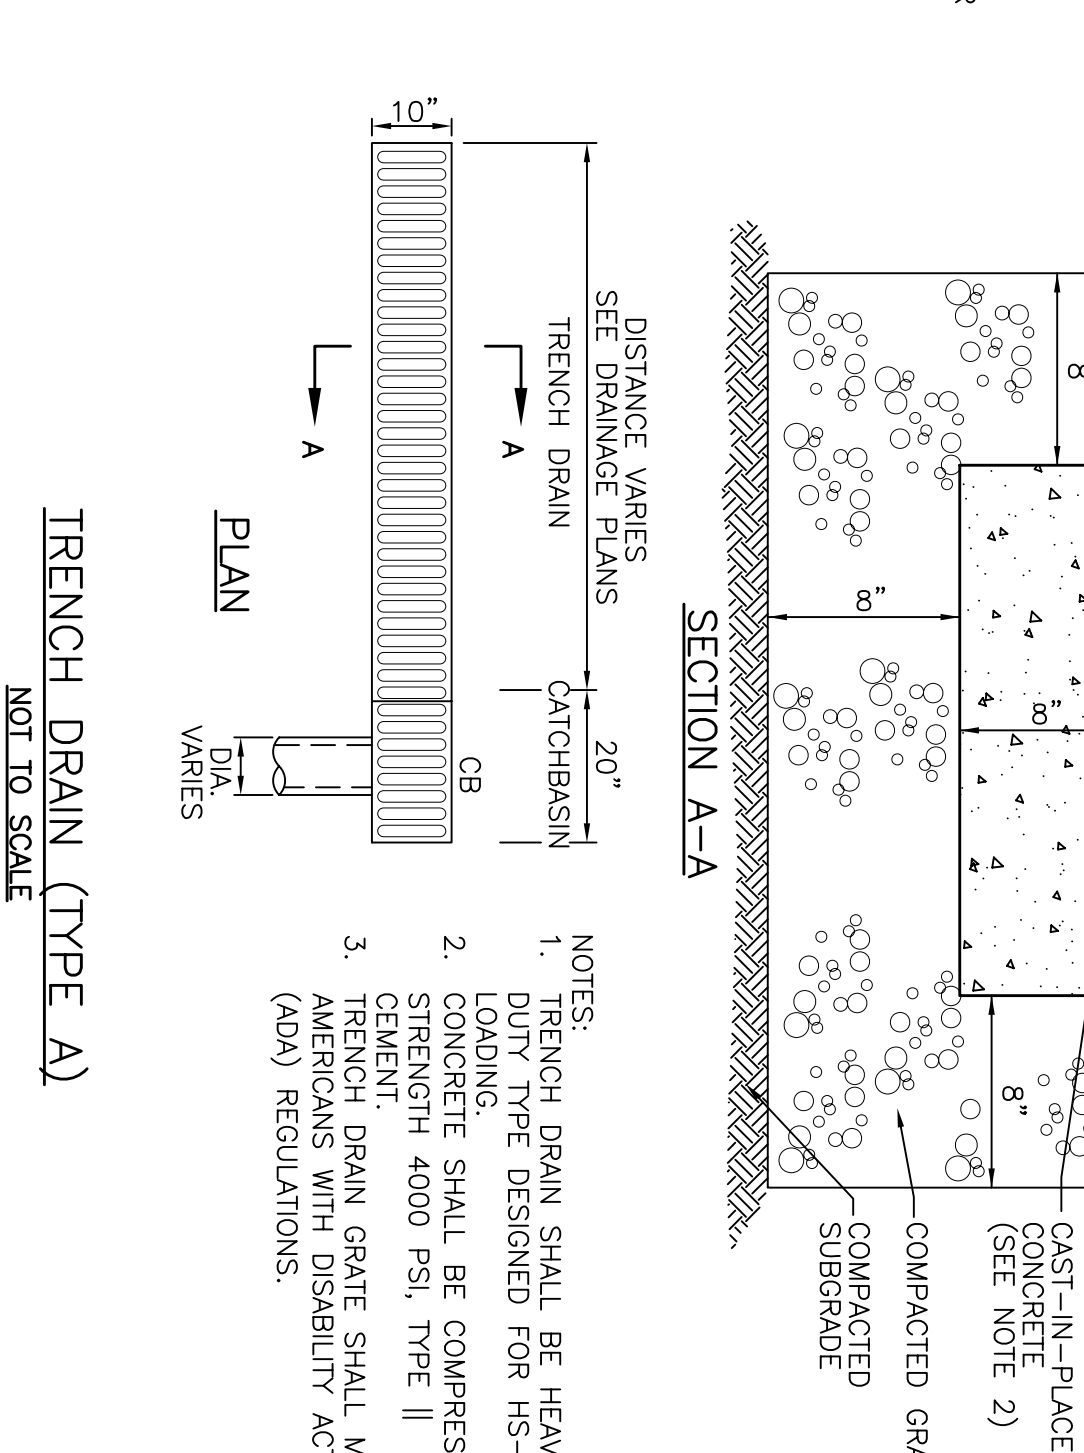 8"
8"
8"
8"
CAST-IN-PLACE
CONCRETE
(SEE NOTE 2)
COMPACTED
COMPACTED
SUBGRADE
SECTION A-A
DISTANCE VARIES
SEE DRAINAGE PLANS
TRENCH DRAIN
20"
CATCHBASIN
10"
CB
A
A
DIA.
VARIES
PLAN
NOTES:
1. TRENCH DRAIN SHALL BE
DUTY TYPE DESIGNED FOR
LOADING.
2. CONCRETE SHALL BE
STRENGTH 4000 PSI, TYPE II
CEMENT.
3. TRENCH DRAIN GRATE SHALL
AMERICANS WITH DISABILITY
(ADA) REGULATIONS.
TRENCH DRAIN (TYPE A)
NOT TO SCALE